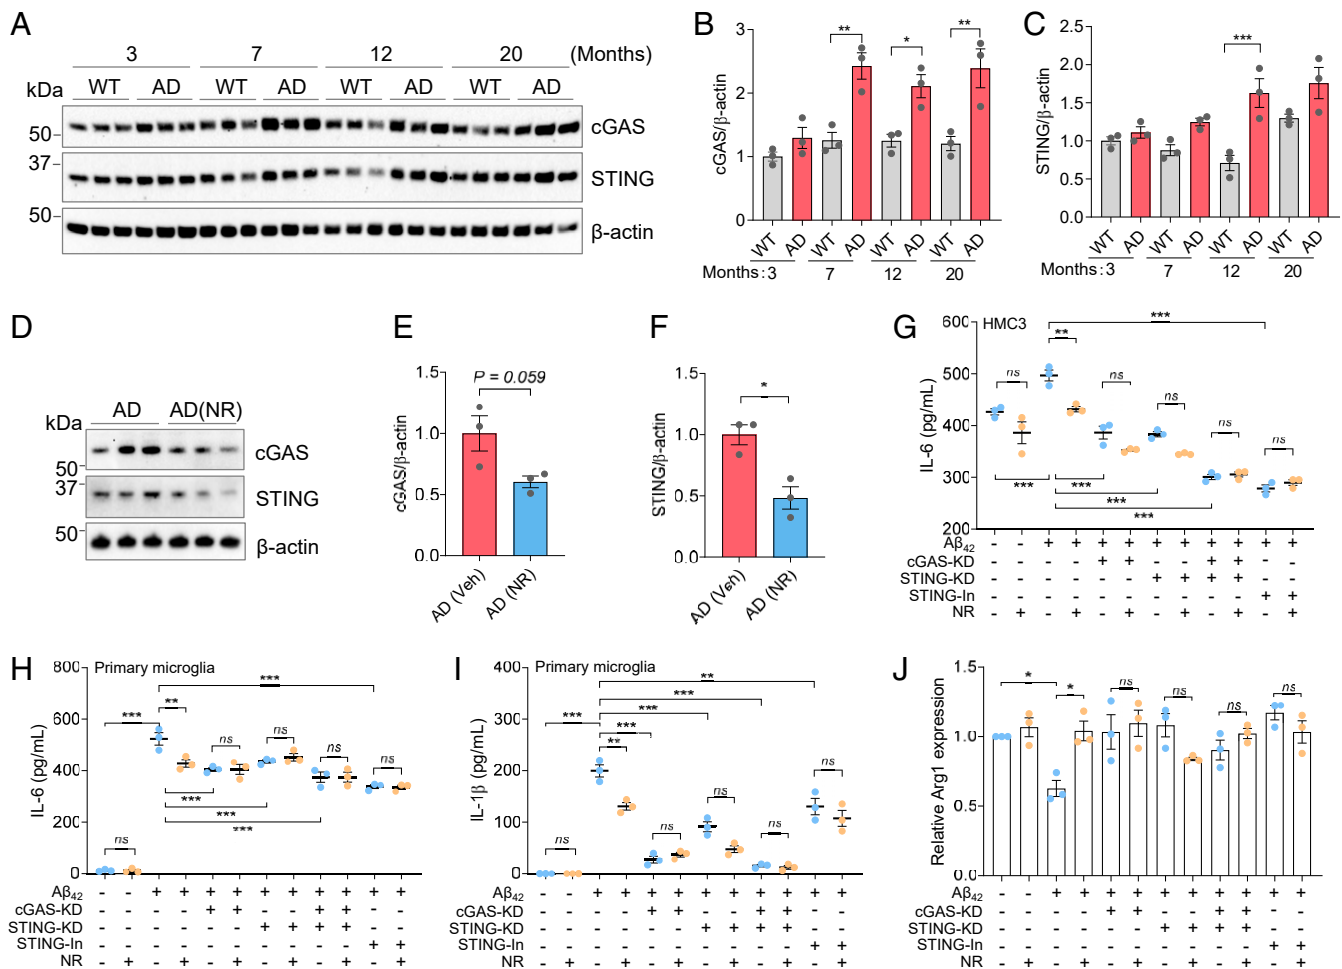 A
3 7 12 20 (Months)
WT AD WT AD WT AD WT AD
kDa
50
cGAS
37
STING
50
β-actin
B
cGAS/β-actin
3
2
1
0
** * **
WT AD WT AD WT AD WT AD
Months: 3 7 12 20
C
STING/β-actin
2.5
2.0
1.5
1.0
0.5
0.0
***
WT AD WT AD WT AD WT AD
Months: 3 7 12 20
D
AD AD(NR)
kDa
cGAS
50
37
STING
50
β-actin
E
cGAS/β-actin
1.5
1.0
0.5
0.0
P = 0.059
AD (Veh) AD (NR)
F
STING/β-actin
1.5
1.0
0.5
0.0
*
AD (Veh) AD (NR)
G
HMC3
IL-6 (pg/mL)
600
500
400
300
200
***
**
ns ns ns ns ns
*** ***
***
***
Aβ42 - - + + + + + + + + + +
cGAS-KD - - - - + + - - + + - -
STING-KD - - - - - - + + + + - -
STING-In - - - - - - - - - - + +
NR - + - + - + - + - + - +
H
Primary microglia
IL-6 (pg/mL)
800
600
400
200
0
***
*** **
ns ns ns ns ns
***
***
***
Aβ42 - - + + + + + + + + + +
cGAS-KD - - - - + + - - + + - -
STING-KD - - - - - - + + + + - -
STING-In - - - - - - - - - - + +
NR - + - + - + - + - + - +
I
Primary microglia
IL-1β (pg/mL)
400
300
200
100
0
**
***
***
*** ***
**
ns ns ns ns ns
Aβ42 - - + + + + + + + + + +
cGAS-KD - - - - + + - - + + - -
STING-KD - - - - - - + + + + - -
STING-In - - - - - - - - - - + +
NR - + - + - + - + - + - +
J
Relative Arg1 expression
1.5
1.0
0.5
0.0
* * ns ns ns ns
Aβ42 - - + + + + + + + + + +
cGAS-KD - - - - + + - - + + - -
STING-KD - - - - - - + + + + - -
STING-In - - - - - - - - - - + +
NR - + - + - + - + - + - +